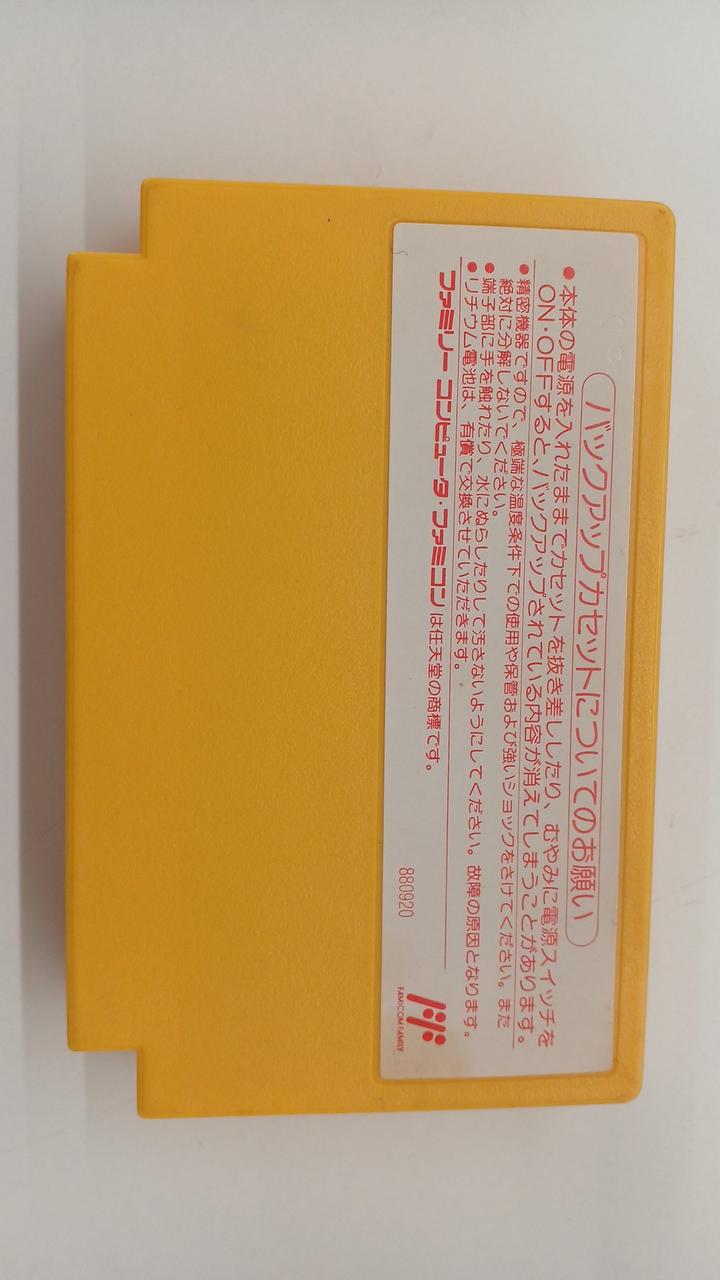 バックアップカセットについてのお願い
●本体の電源を入れたままでカセットを抜き差ししたり、むやみに電源スイッチを
ON・OFFすると、バックアップされている内容が消えてしまうことがあります。
●精密機器ですので、極端な温度条件下での使用や保管および強いショックをさけてください。また
絶対に分解しないでください。
●端子部に手を触れたり、水にぬらしたりして汚さないようにしてください。故障の原因となります。
●リチウム電池は、有償で交換させていただきます。
ファミリーコンピュータ・ファミコンは任天堂の商標です。
880920
FAMICOM FAMILY